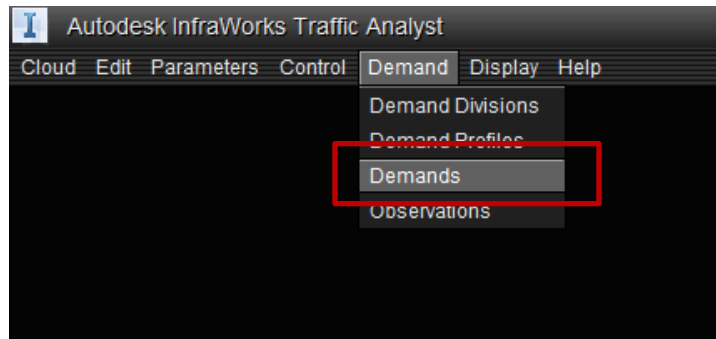 Autodesk InfraWorks Traffic Analyst
Cloud Edit Parameters Control Demand Display Help
Demand Divisions
Demand Profiles
Demands
Observations